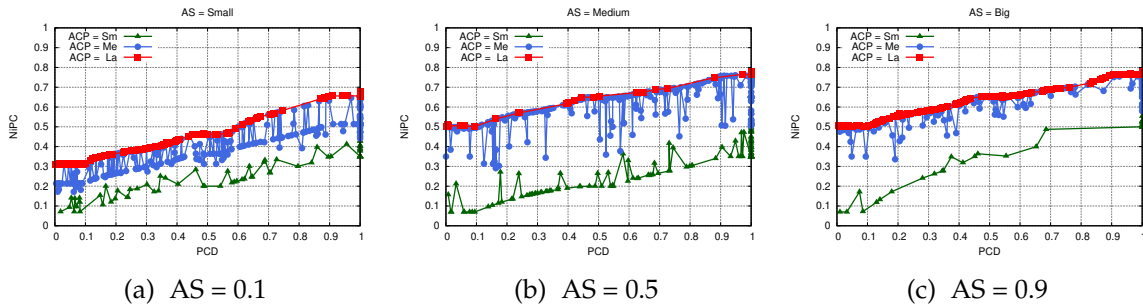 AS = Small
NIPC
1
0.9
0.8
0.7
0.6
0.5
0.4
0.3
0.2
0.1
0
ACP = Sm
ACP = Me
ACP = La
0 0.1 0.2 0.3 0.4 0.5 0.6 0.7 0.8 0.9 1
PCD
(a) AS = 0.1
AS = Medium
NIPC
1
0.9
0.8
0.7
0.6
0.5
0.4
0.3
0.2
0.1
0
ACP = Sm
ACP = Me
ACP = La
0 0.1 0.2 0.3 0.4 0.5 0.6 0.7 0.8 0.9 1
PCD
(b) AS = 0.5
AS = Big
NIPC
1
0.9
0.8
0.7
0.6
0.5
0.4
0.3
0.2
0.1
0
ACP = Sm
ACP = Me
ACP = La
0 0.1 0.2 0.3 0.4 0.5 0.6 0.7 0.8 0.9 1
PCD
(c) AS = 0.9